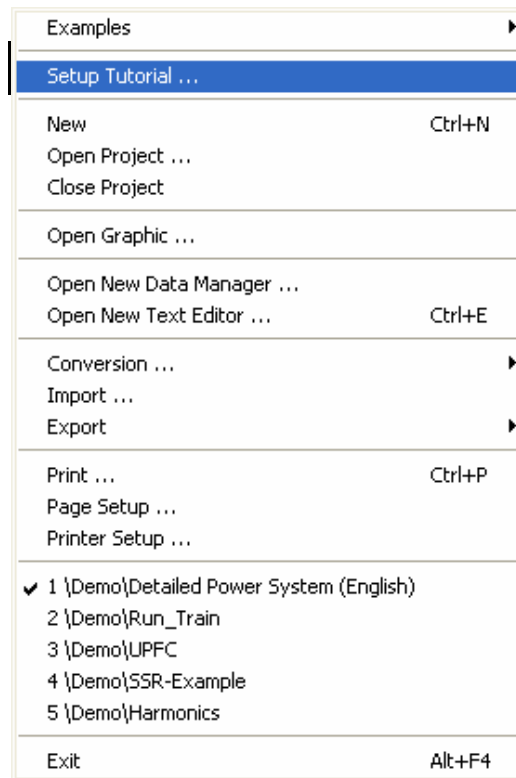 Examples
Setup Tutorial ...
New Ctrl+N
Open Project ...
Close Project
Open Graphic ...
Open New Data Manager ...
Open New Text Editor ... Ctrl+E
Conversion ...
Import ...
Export
Print ... Ctrl+P
Page Setup ...
Printer Setup ...
1 \Demo\Detailed Power System (English)
2 \Demo\Run_Train
3 \Demo\UPFC
4 \Demo\SSR-Example
5 \Demo\Harmonics
Exit Alt+F4